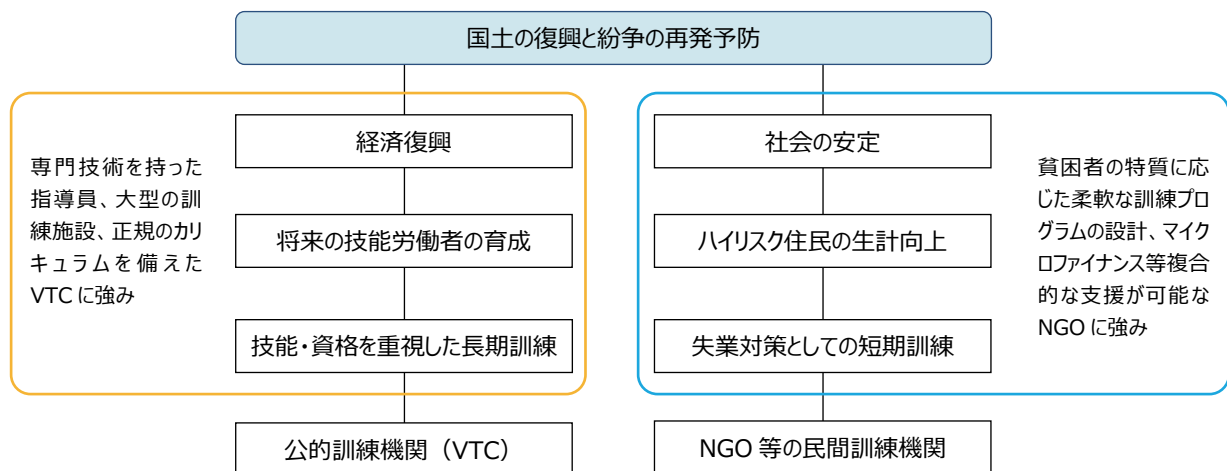 国土の復興と紛争の再発予防
経済復興
将来の技能労働者の育成
技能・資格を重視した長期訓練
公的訓練機関（VTC）
専門技術を持った
指導員、大型の訓
練施設、正規のカリ
キュラムを備えた
VTC に強み
社会の安定
ハイリスク住民の生計向上
失業対策としての短期訓練
NGO 等の民間訓練機関
貧困者の特質に応
じた柔軟な訓練プロ
グラムの設計、マイク
ロファイナンス等複合
的な支援が可能な
NGO に強み